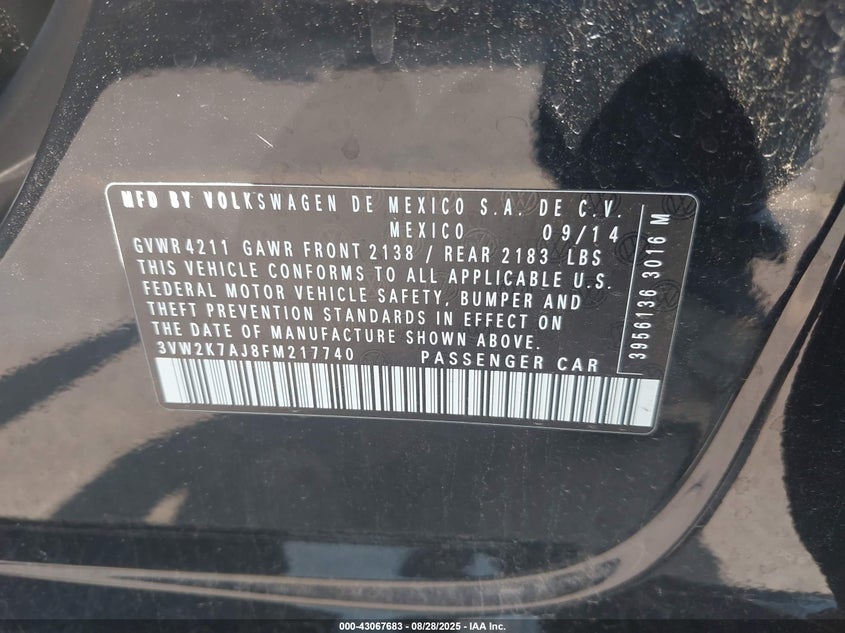 MFD BY VOLKSWAGEN DE MEXICO S.A. DE C.V.
MEXICO 09/14
GVWR 4211 GAWR FRONT 2138 / REAR 2183 LBS
THIS VEHICLE CONFORMS TO ALL APPLICABLE U.S.
FEDERAL MOTOR VEHICLE SAFETY, BUMPER AND
THEFT PREVENTION STANDARDS IN EFFECT ON
THE DATE OF MANUFACTURE SHOWN ABOVE.
3VW2K7AJ8FM217740 PASSENGER CAR
3956136 3016 M
000-43067683 - 08/28/2025 - IAA Inc.